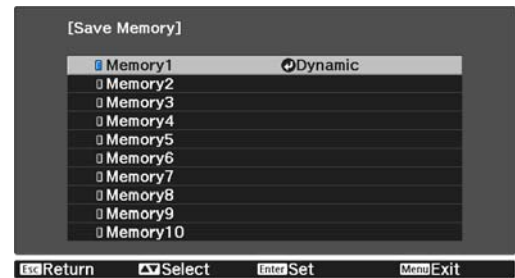 [Save Memory]
Memory1 Dynamic
Memory2
Memory3
Memory4
Memory5
Memory6
Memory7
Memory8
Memory9
Memory10
Esc Return Select Enter Set Menu Exit